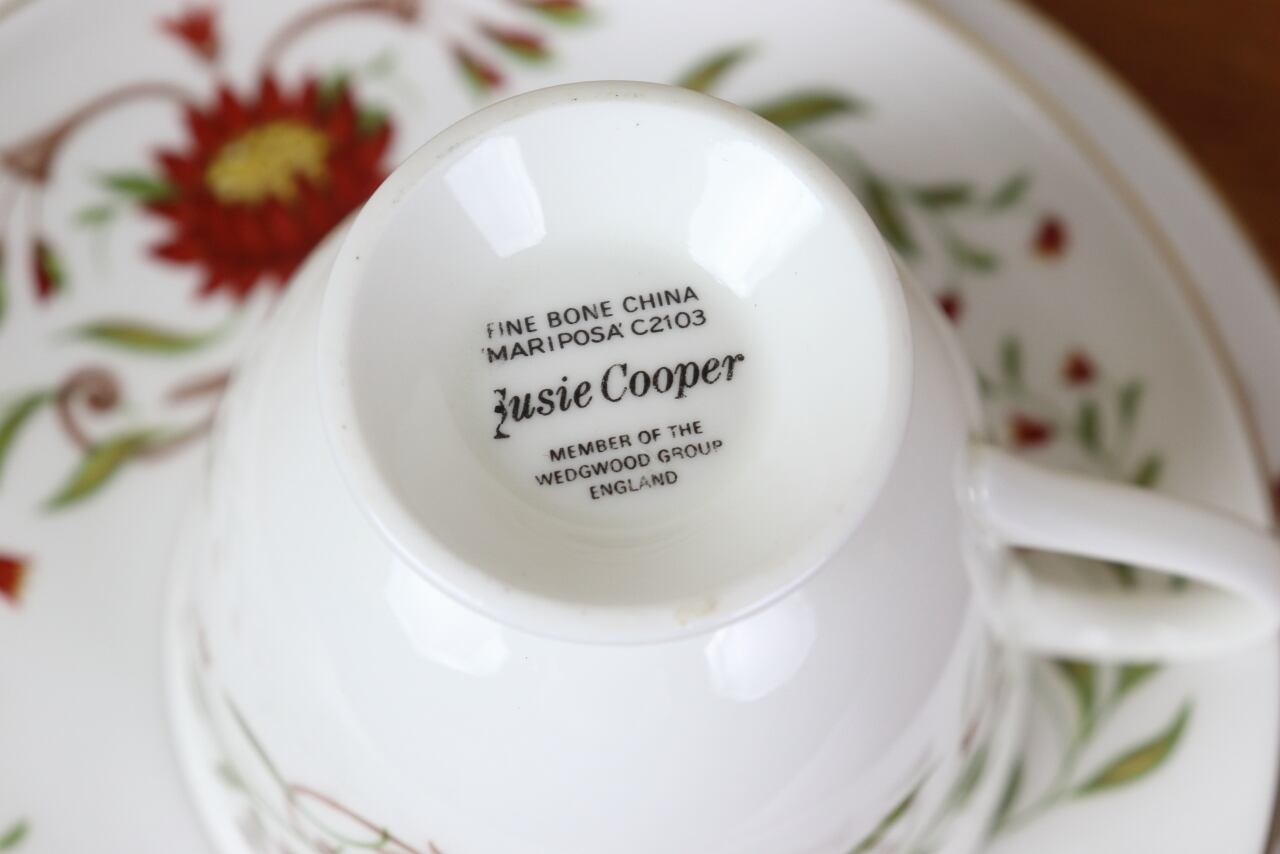 FINE BONE CHINA
'MARIPOSA' C2103
Susie Cooper
MEMBER OF THE
WEDGWOOD GROUP
ENGLAND